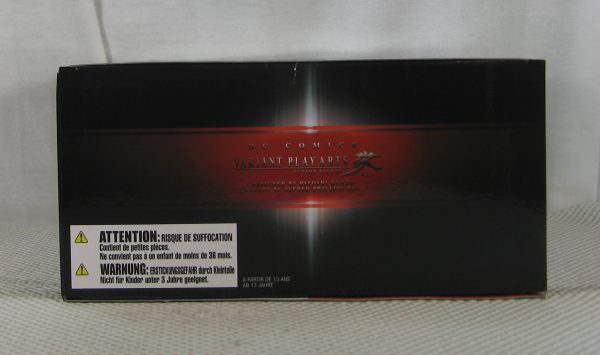 DC COMICS
VARIANT PLAY ARTS 改
ATTENTION: RISQUE DE SUFFOCATION
Contient de petites pieces.
Ne convient pas à un enfant de moins de 36 mois.
WARNUNG: ERSTICKUNGSGEFAHR durch Kleinteile
Nicht für Kinder unter 3 Jahre geeignet.
A PARTIR DE 13 ANS
AB 13 JAHRE